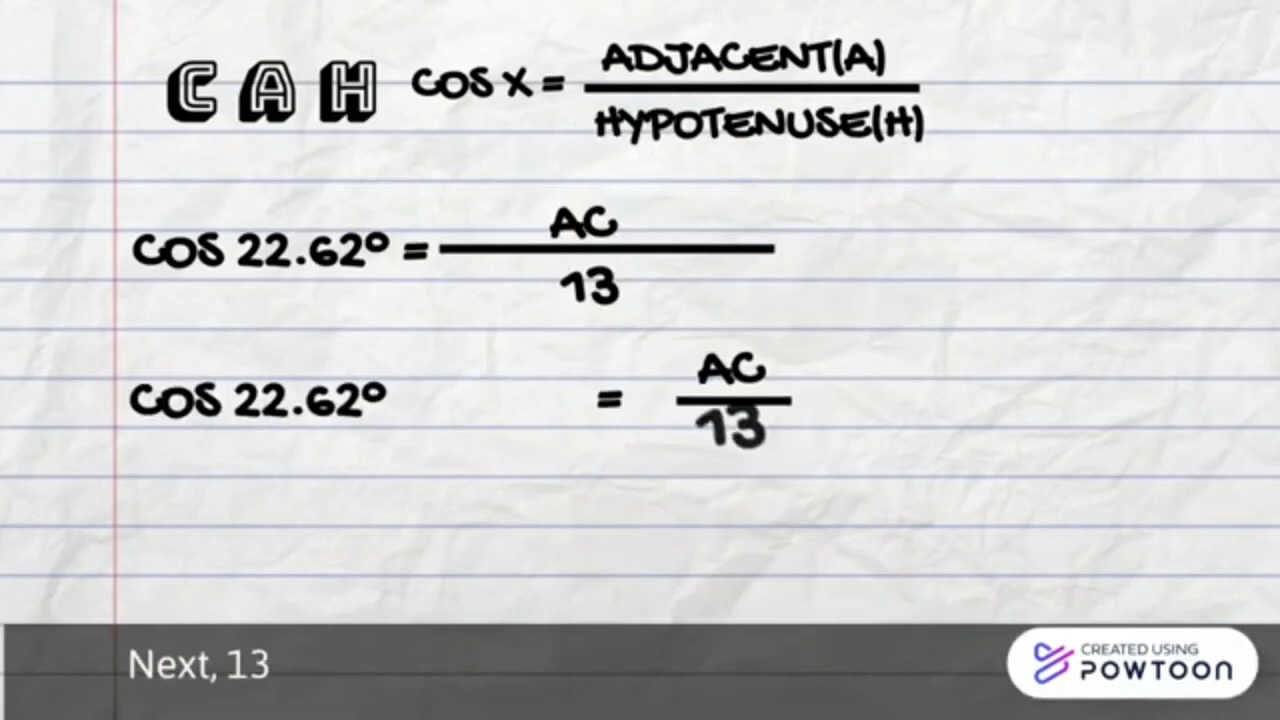 CAH COS X = ADJACENT(A)
HYPOTENUSE(H)
COS 22.62° = AC
13
COS 22.62° = AC
13
Next, 13
CREATED USING
POWTOON